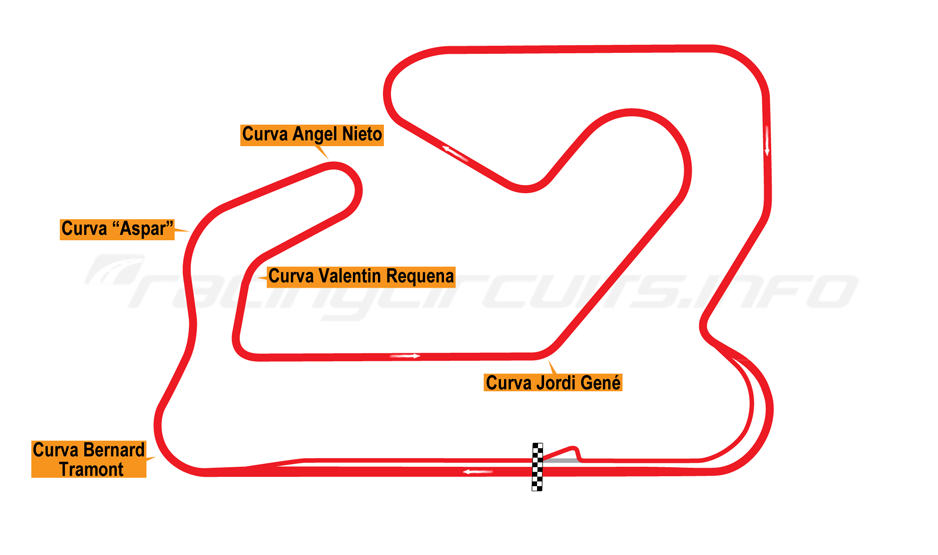 Curva Angel Nieto
Curva “Aspar”
Curva Valentin Requena
racingcircuits.info
Curva Jordi Gené
Curva Bernard
Tramont